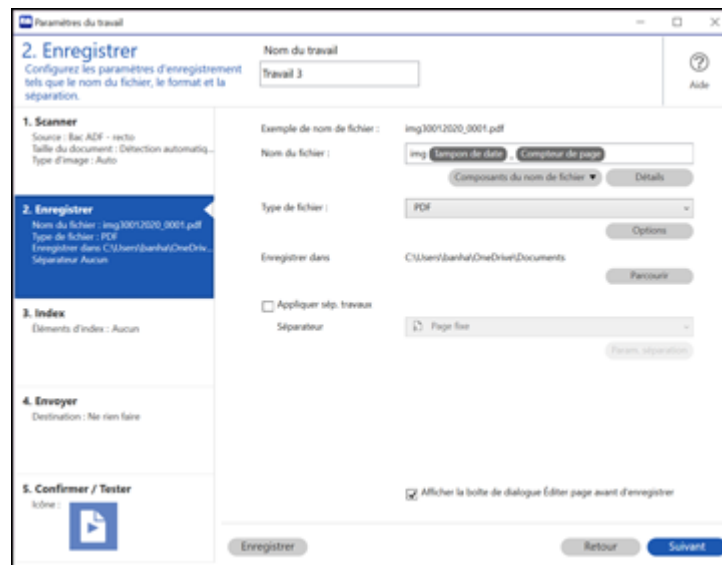 Paramètres du travail
2. Enregistrer
Configurez les paramètres d'enregistrement
tels que le nom du fichier, le format et la
séparation.
Nom du travail
Travail 3
Aide
1. Scanner
Source : Bac ADF - recto
Taille du document : Détection automatiq...
Type d'image : Auto
2. Enregistrer
Nom du fichier : img30012020_0001.pdf
Type de fichier : PDF
Enregistrer dans C:\Users\banha\OneDriv...
Séparateur Aucun
3. Index
Éléments d'index : Aucun
4. Envoyer
Destination : Ne rien faire
5. Confirmer / Tester
Icône :
Exemple de nom de fichier : img30012020_0001.pdf
Nom du fichier : img Tampon de date _ Compteur de page
Composants du nom de fichier ▼ Détails
Type de fichier : PDF
Options
Enregistrer dans C:\Users\banha\OneDrive\Documents
Parcourir
Appliquer sép. travaux
Séparateur Page fixe
Param. séparation
Afficher la boîte de dialogue Éditer page avant d'enregistrer
Enregistrer Retour Suivant